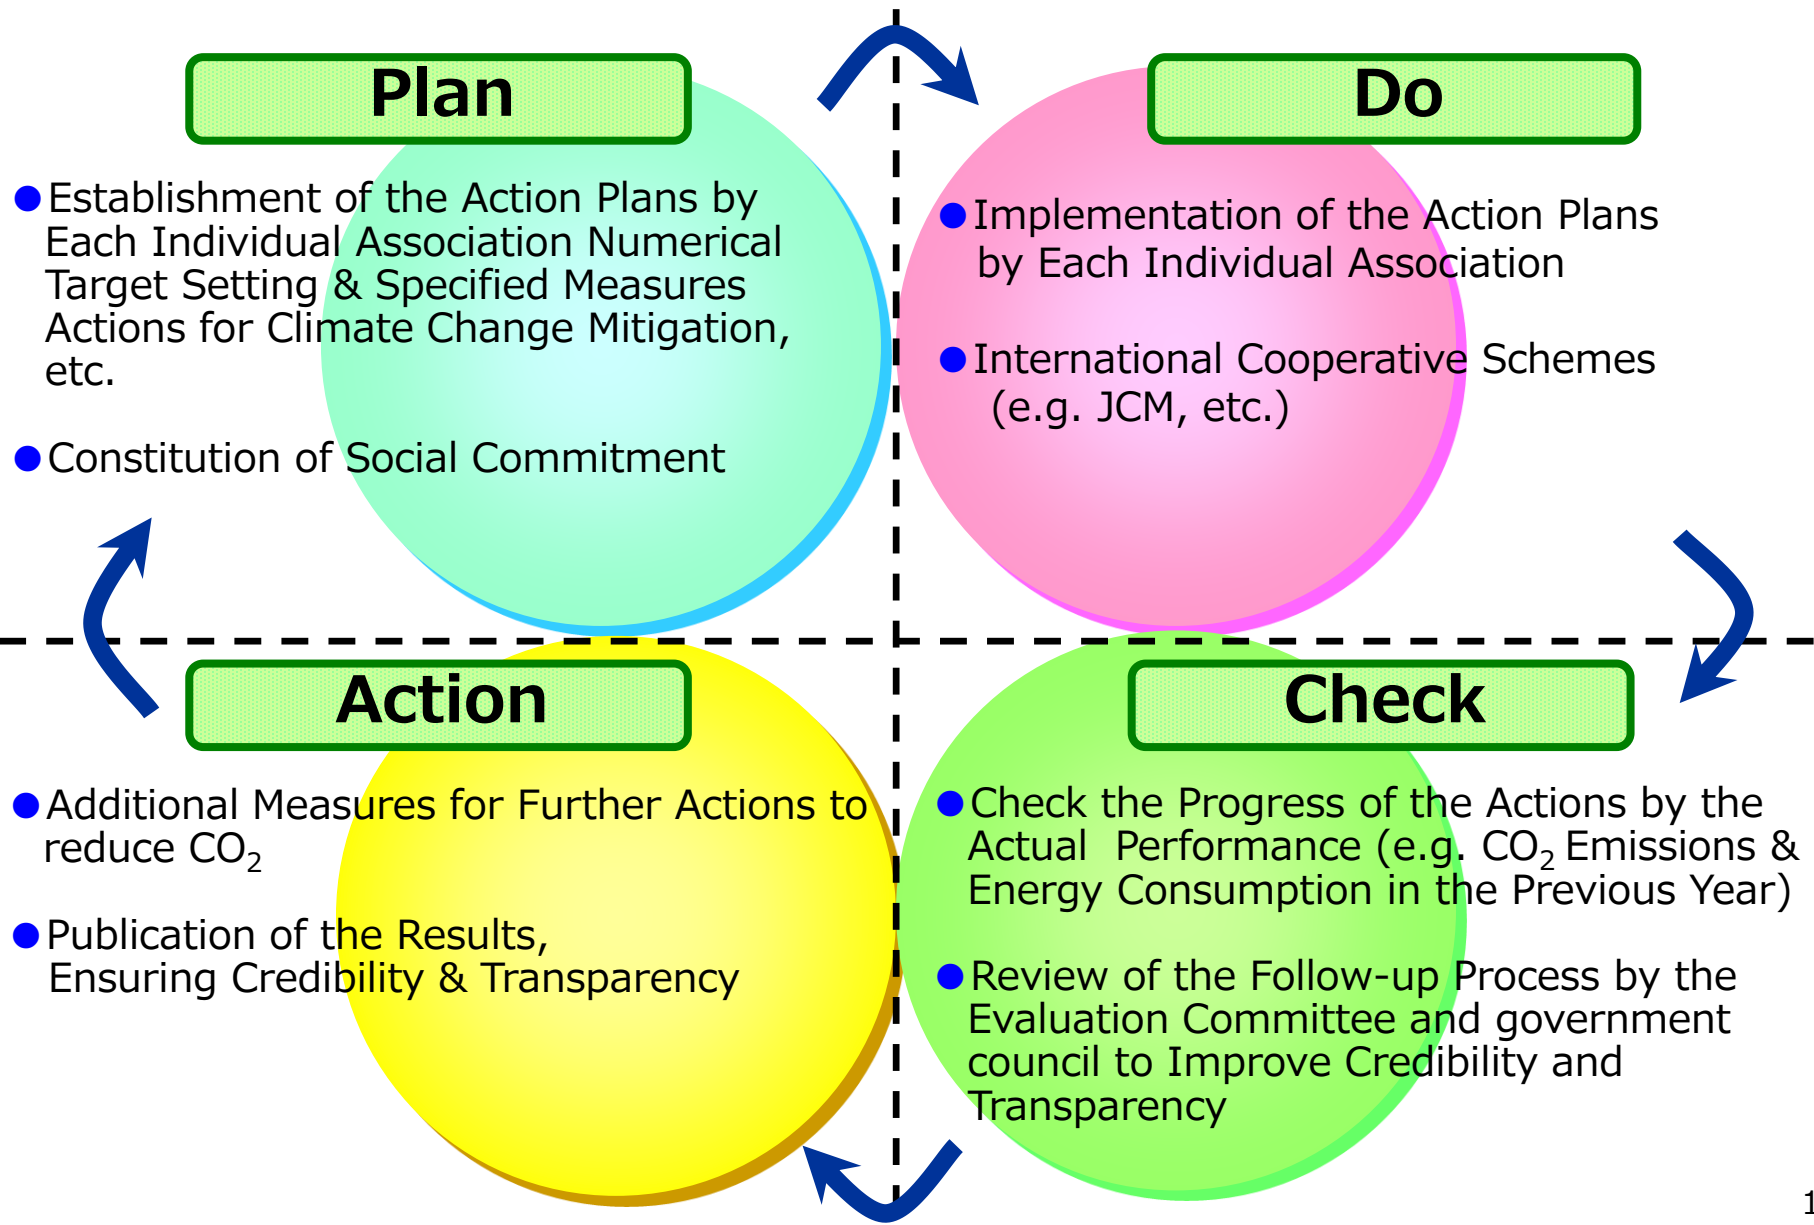 Plan
●Establishment of the Action Plans by
Each Individual Association Numerical
Target Setting & Specified Measures
Actions for Climate Change Mitigation,
etc.
●Constitution of Social Commitment
Do
●Implementation of the Action Plans
by Each Individual Association
●International Cooperative Schemes
(e.g. JCM, etc.)
Action
●Additional Measures for Further Actions to
reduce CO₂
●Publication of the Results,
Ensuring Credibility & Transparency
Check
●Check the Progress of the Actions by the
Actual  Performance (e.g. CO₂ Emissions &
Energy Consumption in the Previous Year)
●Review of the Follow-up Process by the
Evaluation Committee and government
council to Improve Credibility and
Transparency
1